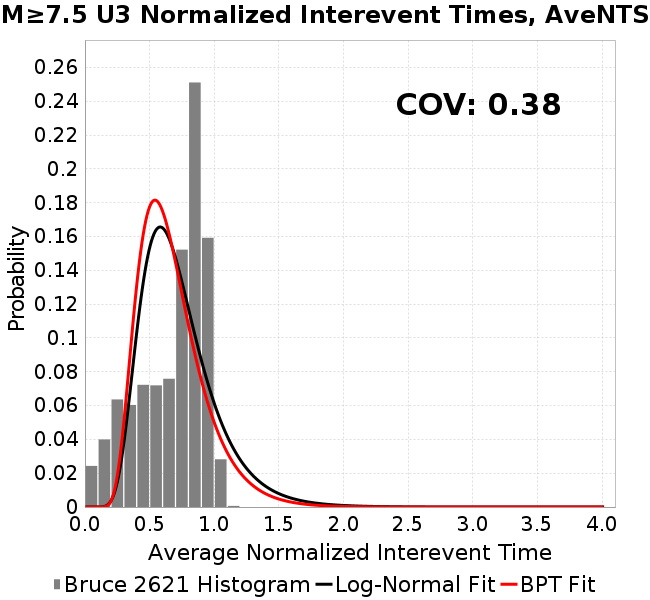 M≥7.5 U3 Normalized Interevent Times, AveNTS
COV: 0.38
Probability
0.26
0.24
0.22
0.2
0.18
0.16
0.14
0.12
0.1
0.08
0.06
0.04
0.02
0
0.0 0.5 1.0 1.5 2.0 2.5 3.0 3.5 4.0
Average Normalized Interevent Time
Bruce 2621 Histogram Log-Normal Fit BPT Fit